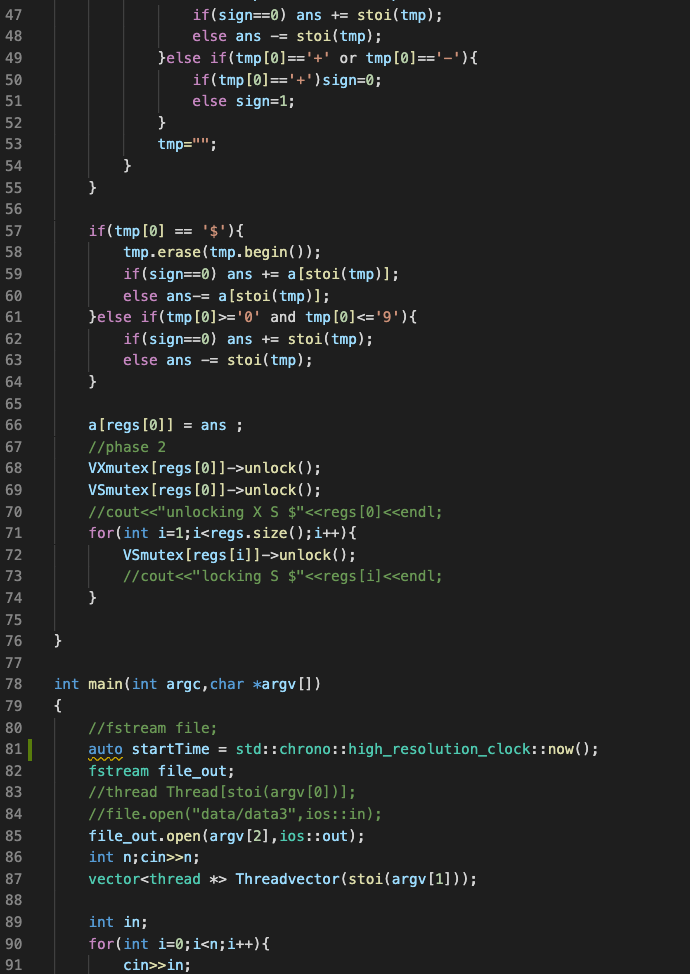 47 if(sign==0) ans += stoi(tmp);
48 else ans -= stoi(tmp);
49 }else if(tmp[0]=='+' or tmp[0]=='-'){
50 if(tmp[0]=='+')sign=0;
51 else sign=1;
52 }
53 tmp="";
54 }
55 }
56
57 if(tmp[0] == '$'){
58 tmp.erase(tmp.begin());
59 if(sign==0) ans += a[stoi(tmp)];
60 else ans-= a[stoi(tmp)];
61 }else if(tmp[0]>='0' and tmp[0]<='9'){
62 if(sign==0) ans += stoi(tmp);
63 else ans -= stoi(tmp);
64 }
65
66 a[regs[0]] = ans ;
67 //phase 2
68 VXmutex[regs[0]]->unlock();
69 VSmutex[regs[0]]->unlock();
70 //cout<<"unlocking X S $"<<regs[0]<<endl;
71 for(int i=1;i<regs.size();i++){
72 VSmutex[regs[i]]->unlock();
73 //cout<<"locking S $"<<regs[i]<<endl;
74 }
75
76 }
77
78 int main(int argc,char *argv[])
79 {
80 //fstream file;
81 auto startTime = std::chrono::high_resolution_clock::now();
82 fstream file_out;
83 //thread Thread[stoi(argv[0])];
84 //file.open("data/data3",ios::in);
85 file_out.open(argv[2],ios::out);
86 int n;cin>>n;
87 vector<thread *> Threadvector(stoi(argv[1]));
88
89 int in;
90 for(int i=0;i<n;i++){
91 cin>>in;